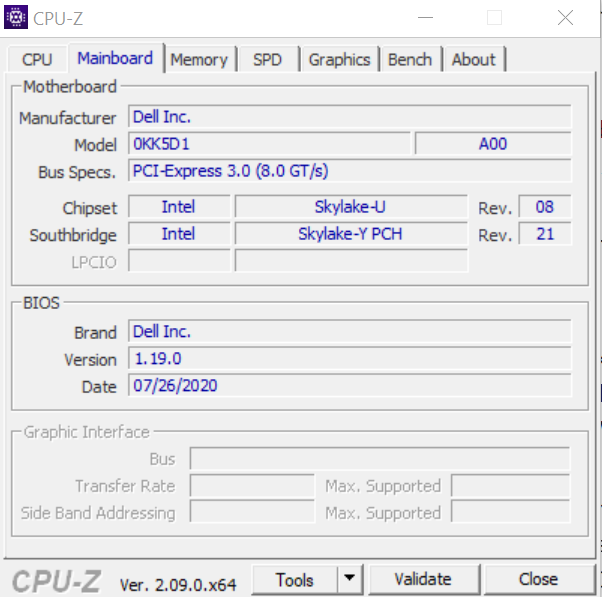 CPU-Z
CPU Mainboard Memory SPD Graphics Bench About
Motherboard
Manufacturer Dell Inc.
Model 0KK5D1 A00
Bus Specs. PCI-Express 3.0 (8.0 GT/s)
Chipset Intel Skylake-U Rev. 08
Southbridge Intel Skylake-Y PCH Rev. 21
LPCIO
BIOS
Brand Dell Inc.
Version 1.19.0
Date 07/26/2020
Graphic Interface
Bus
Transfer Rate Max. Supported
Side Band Addressing Max. Supported
CPU-Z Ver. 2.09.0.x64 Tools Validate Close